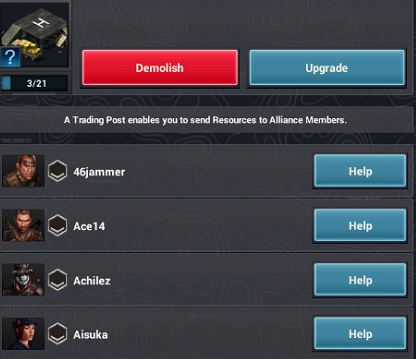 H
?
3/21
Demolish
Upgrade
A Trading Post enables you to send Resources to Alliance Members.
46jammer
Help
Ace14
Help
Achilez
Help
Aisuka
Help